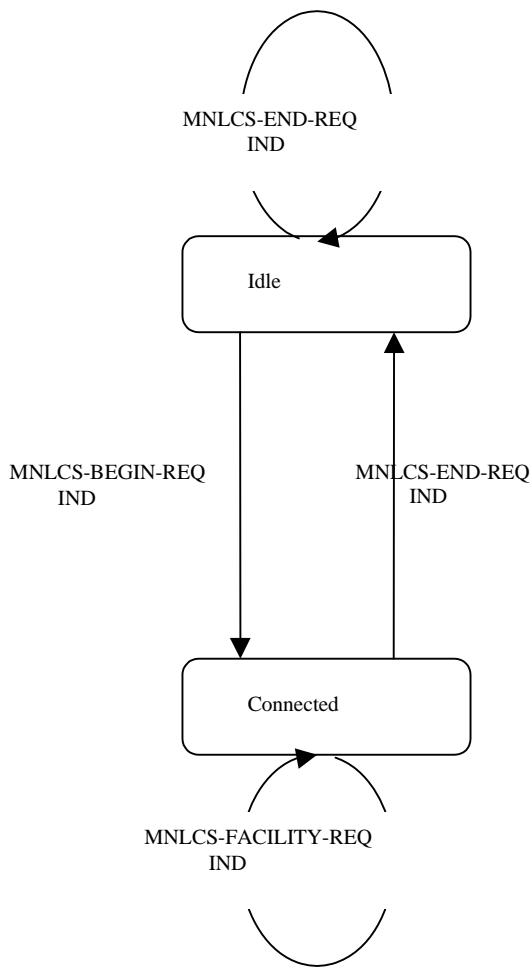 MNLCS-END-REQ
IND
Idle
MNLCS-BEGIN-REQ
IND
MNLCS-END-REQ
IND
Connected
MNLCS-FACILITY-REQ
IND